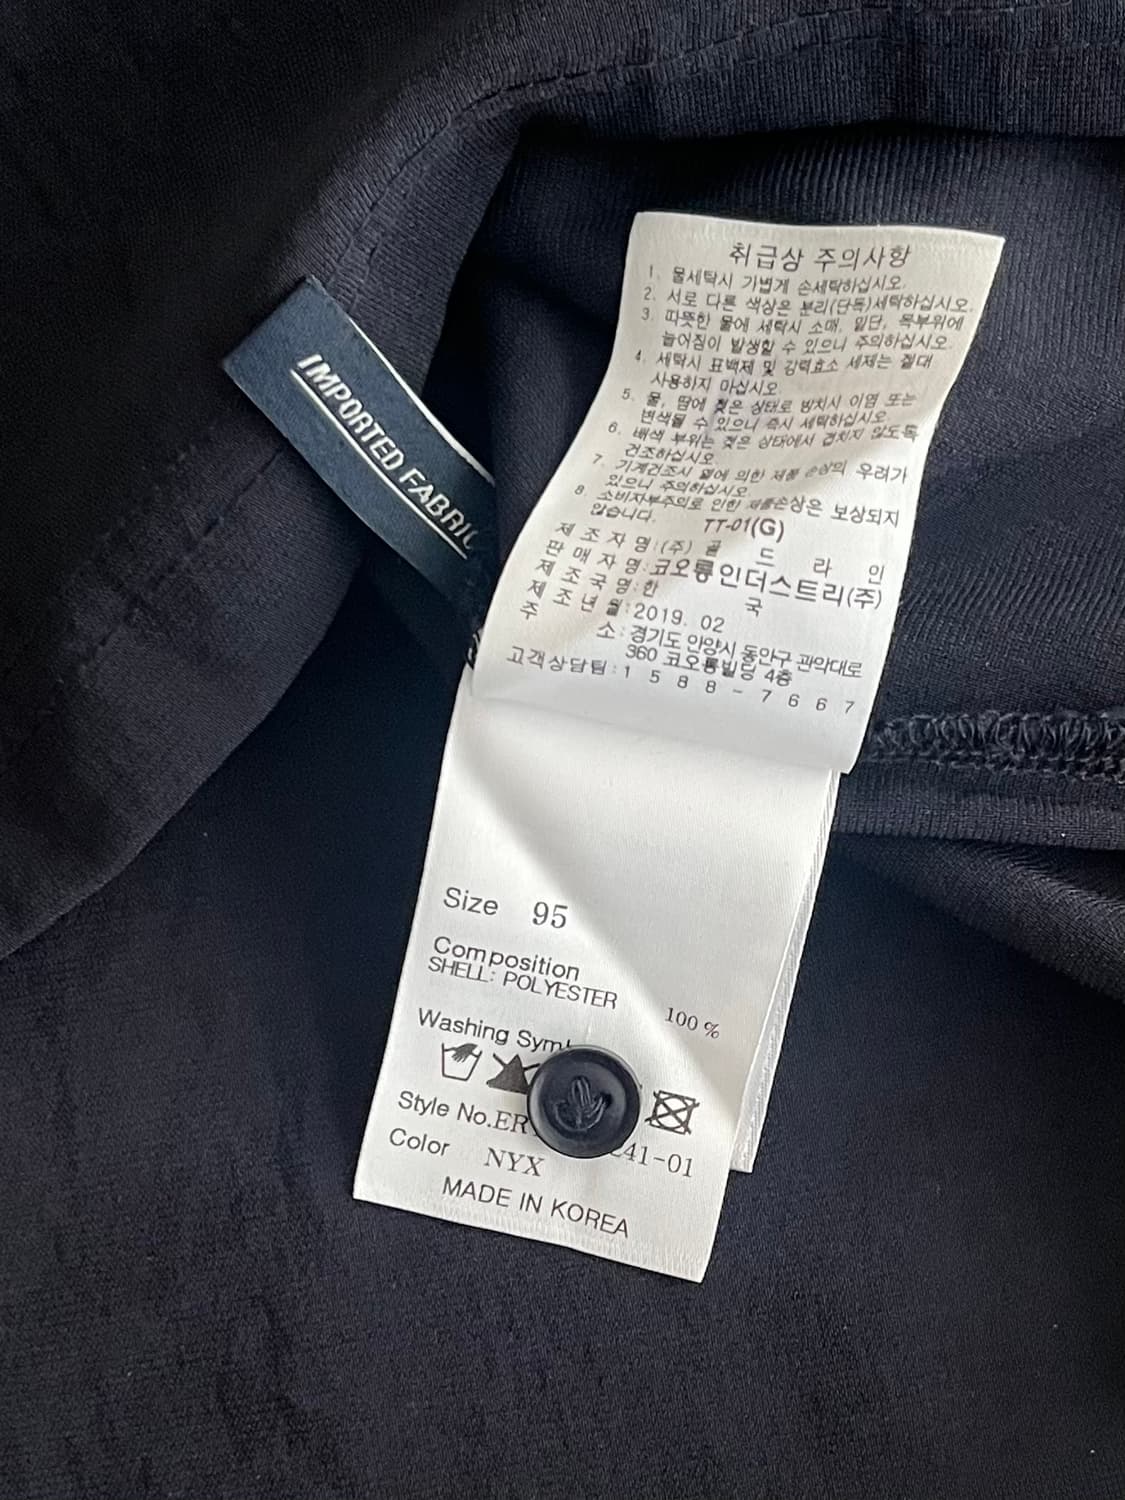 IMPORTED FABRIC
취급상 주의사항
1. 물세탁시 가볍게 손세탁하십시오.
2. 서로 다른 색상은 분리(단독)세탁하십시오.
3. 따뜻한 물에 세탁시 소매, 밑단, 목부위에
늘어짐이 발생할 수 있으니 주의하십시오.
4. 세탁시 표백제 및 강력효소 세제는 절대
사용하지 마십시오.
5. 물, 땀에 젖은 상태로 방치시 이염 또는
변색될 수 있으니 즉시 세탁하십시오.
6. 배색 부위는 젖은 상태에서 겹치지 않도록
건조하십시오.
7. 기계건조시 열에 의한 제품 손상의 우려가
있으니 주의하십시오.
8. 소비자부주의로 인한 제품손상은 보상되지
않습니다.
TT-01(G)
제조자명:(주)골드라인
판매자명:코오롱인더스트리(주)
제조국명:한국
제조년월:2019. 02
주소:경기도 안양시 동안구 관악대로
360 코오롱빌딩 4층
고객상담팀:1588-7667
Size 95
Composition
SHELL: POLYESTER 100%
Washing
Style No. 41-01
Color NYX
MADE IN KOREA